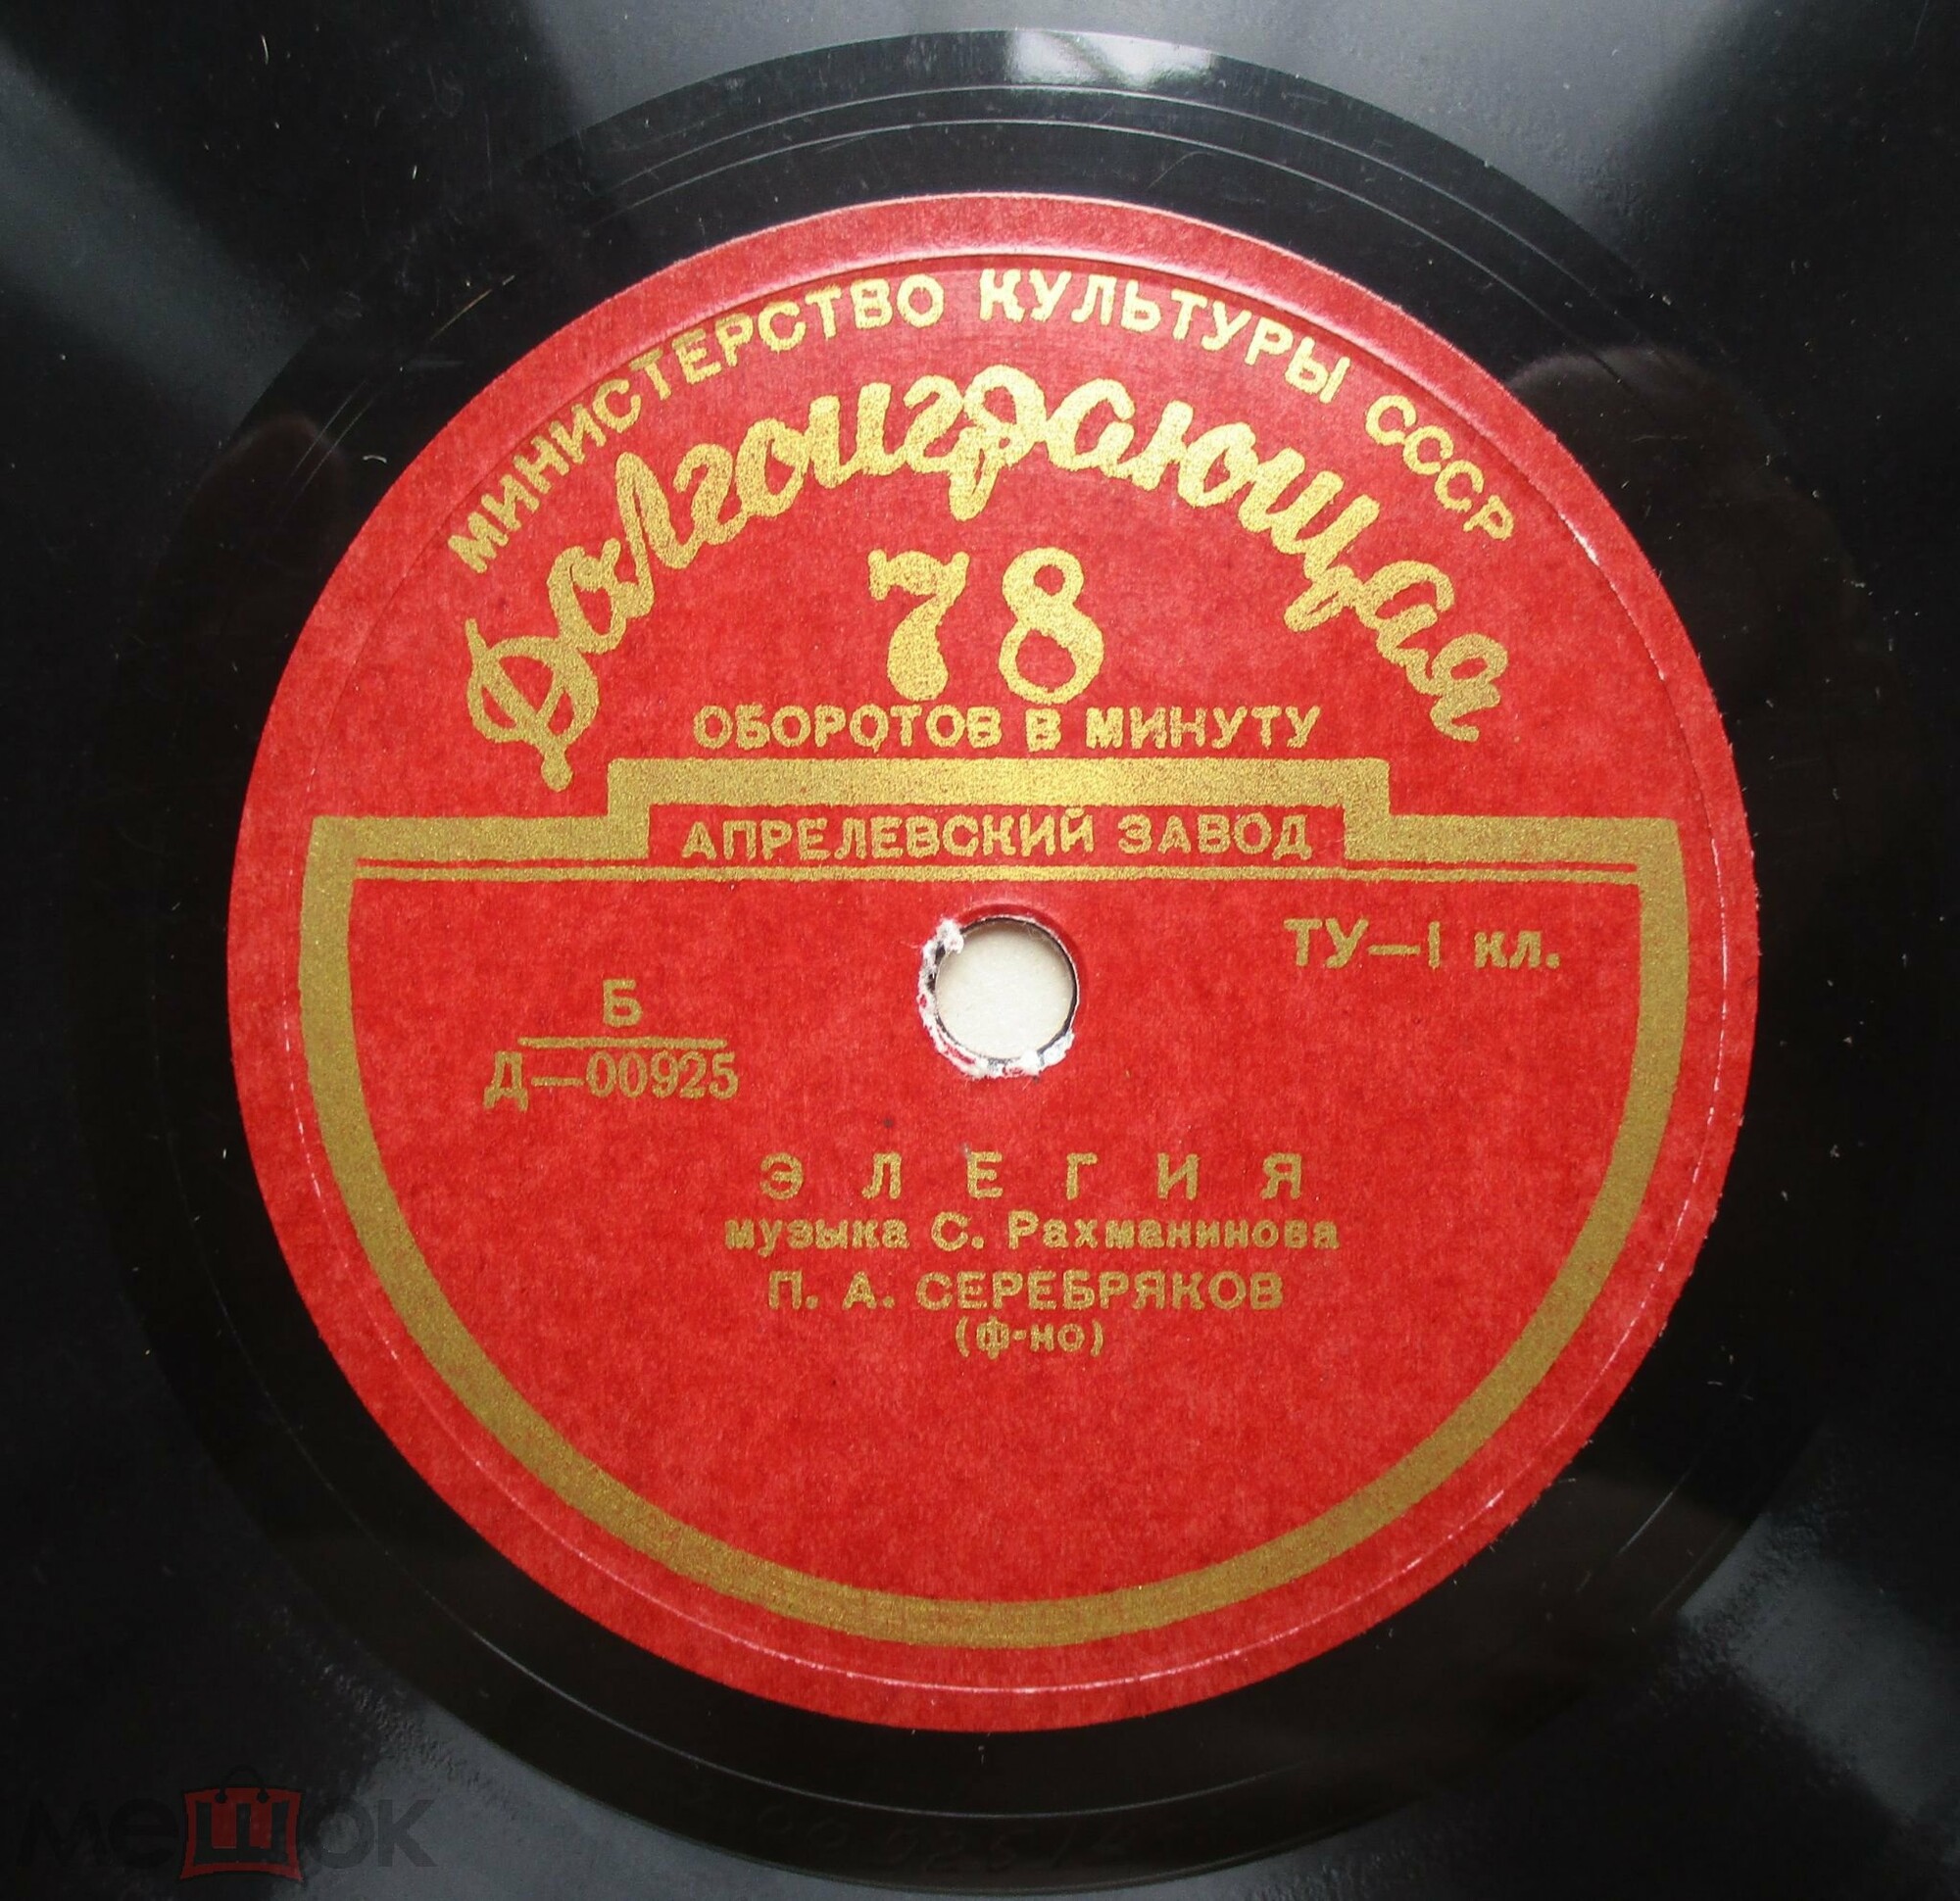 МИНИСТЕРСТВО КУЛЬТУРЫ СССР
Долгоиграющая
78
ОБОРОТОВ В МИНУТУ
АПРЕЛЕВСКИЙ ЗАВОД
ТУ—I кл.
Б
Д—00925
ЭЛЕГИЯ
музыка С. Рахманинова
П. А. СЕРЕБРЯКОВ
(ф-но)
мешок